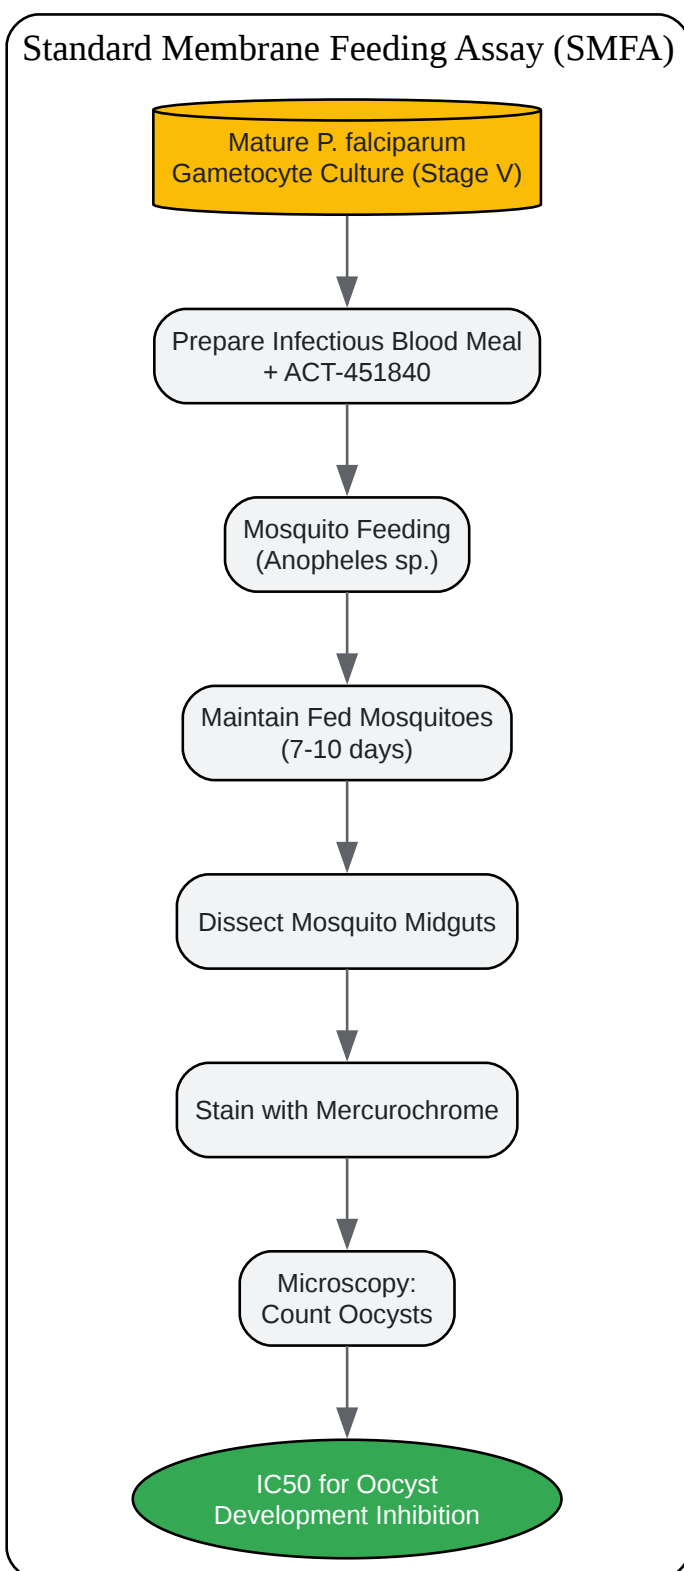 Standard Membrane Feeding Assay (SMFA)
Mature P. falciparum
Gametocyte Culture (Stage V)
Prepare Infectious Blood Meal
+ ACT-451840
Mosquito Feeding
(Anopheles sp.)
Maintain Fed Mosquitoes
(7-10 days)
Dissect Mosquito Midguts
Stain with Mercurochrome
Microscopy:
Count Oocysts
IC50 for Oocyst
Development Inhibition